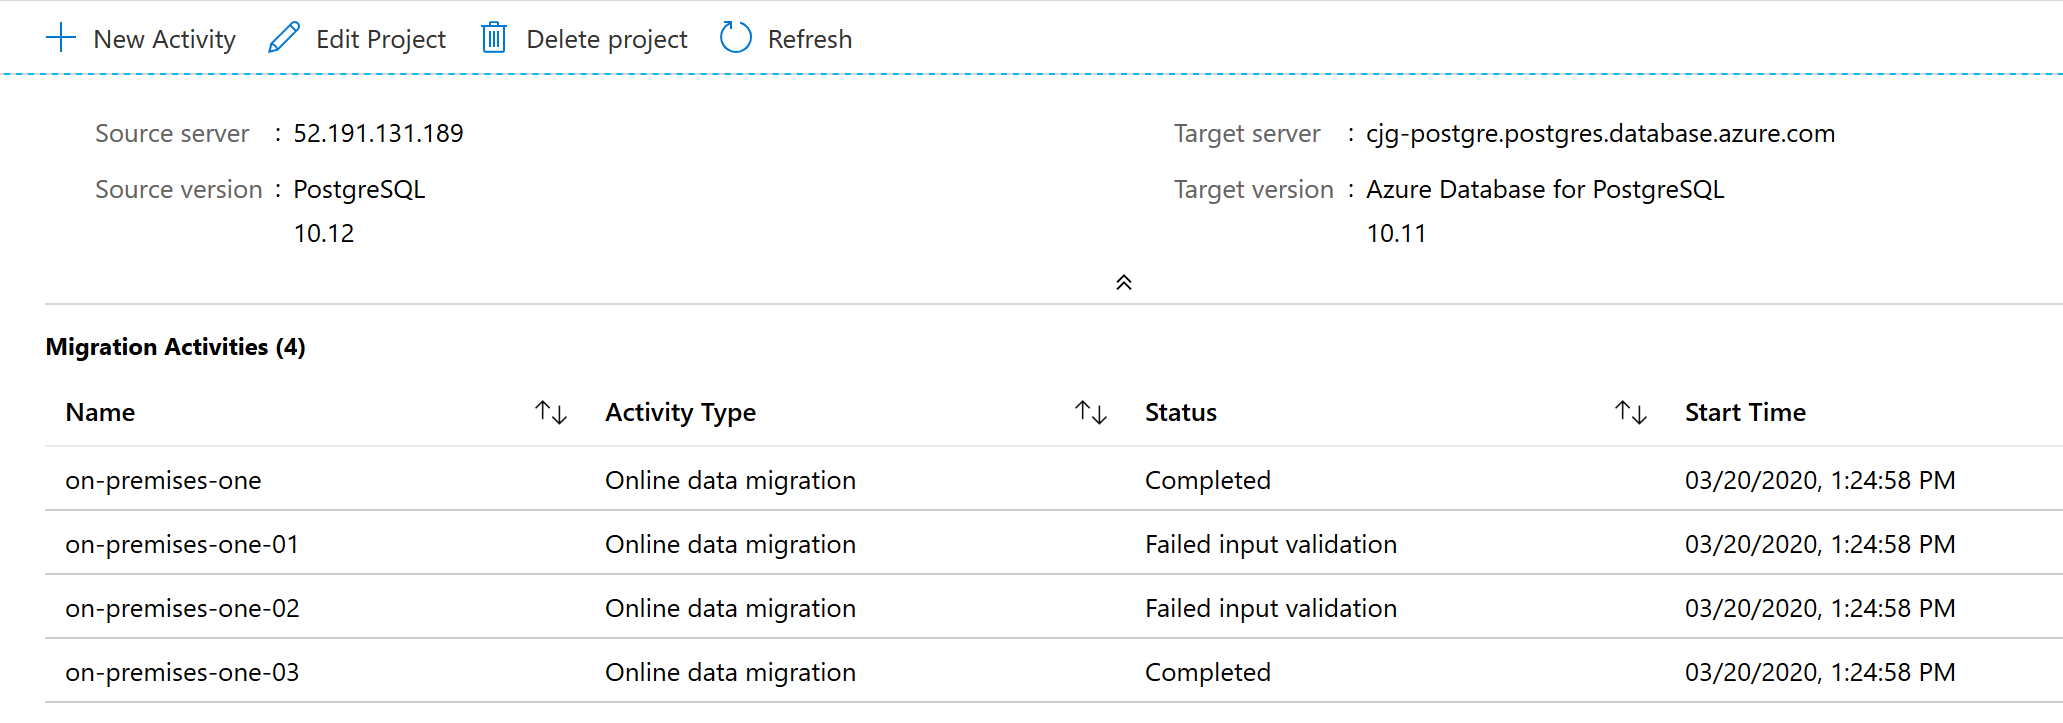 New Activity Edit Project Delete project Refresh
Source server : 52.191.131.189 Target server : cjg-postgre.postgres.database.azure.com
Source version : PostgreSQL Target version : Azure Database for PostgreSQL
10.12 10.11
Migration Activities (4)
Name Activity Type Status Start Time
on-premises-one Online data migration Completed 03/20/2020, 1:24:58 PM
on-premises-one-01 Online data migration Failed input validation 03/20/2020, 1:24:58 PM
on-premises-one-02 Online data migration Failed input validation 03/20/2020, 1:24:58 PM
on-premises-one-03 Online data migration Completed 03/20/2020, 1:24:58 PM